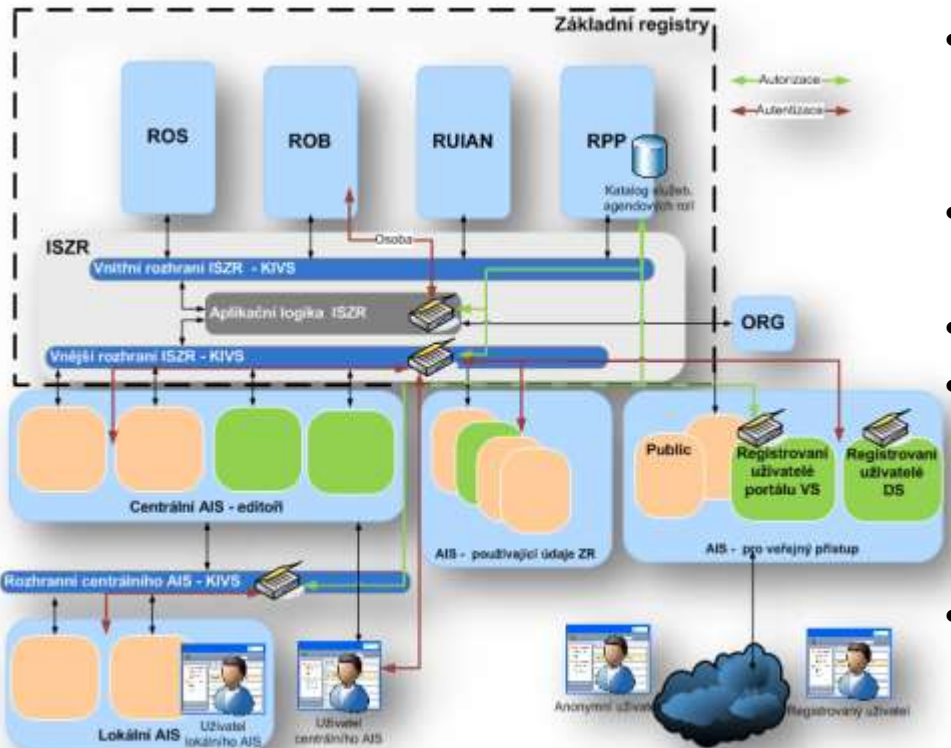 Základní registry
Autorizace
Autentizace
ROS
ROB
RUIAN
RPP
Katalog služeb,
agendových rolí
Osoba
ISZR
Vnitřní rozhraní ISZR - KIVS
Aplikační logika ISZR
ORG
Vnější rozhraní ISZR - KIVS
Public
Registrovaní
uživatelé
portálu VS
Registrovaní
uživatelé
DS
Centrální AIS - editoři
AIS - používající údaje ZR
AIS - pro veřejný přístup
Rozhranní centrálního AIS - KIVS
Anonymní uživatel
Registrovaný uživatel
Uživatel
lokálního AIS
Uživatel
centrálního AIS
Lokální AIS